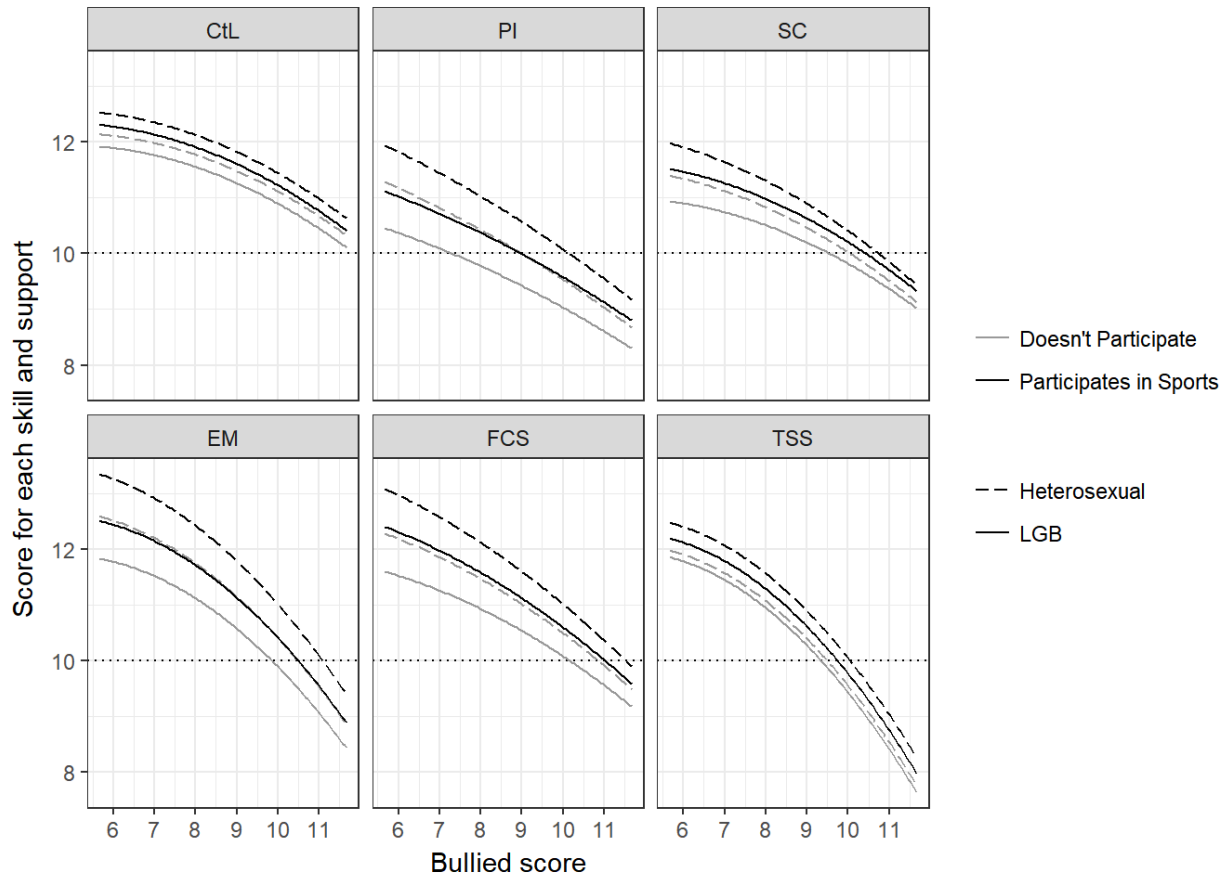 CtL PI SC
12
10
8
EM FCS TSS
12
10
8
6 7 8 9 10 11 6 7 8 9 10 11 6 7 8 9 10 11
Bullied score
Score for each skill and support
Doesn't Participate
Participates in Sports
Heterosexual
LGB